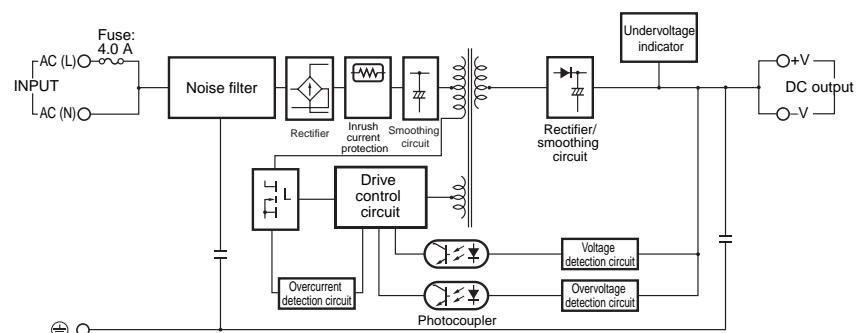 Fuse:
4.0 A
AC (L)
INPUT
AC (N)
Noise filter
Rectifier
Inrush
current
protection
Smoothing
circuit
Rectifier/
smoothing
circuit
Undervoltage
indicator
+V
DC output
–V
Drive
control
circuit
Overcurrent
detection circuit
Voltage
detection circuit
Overvoltage
detection circuit
Photocoupler